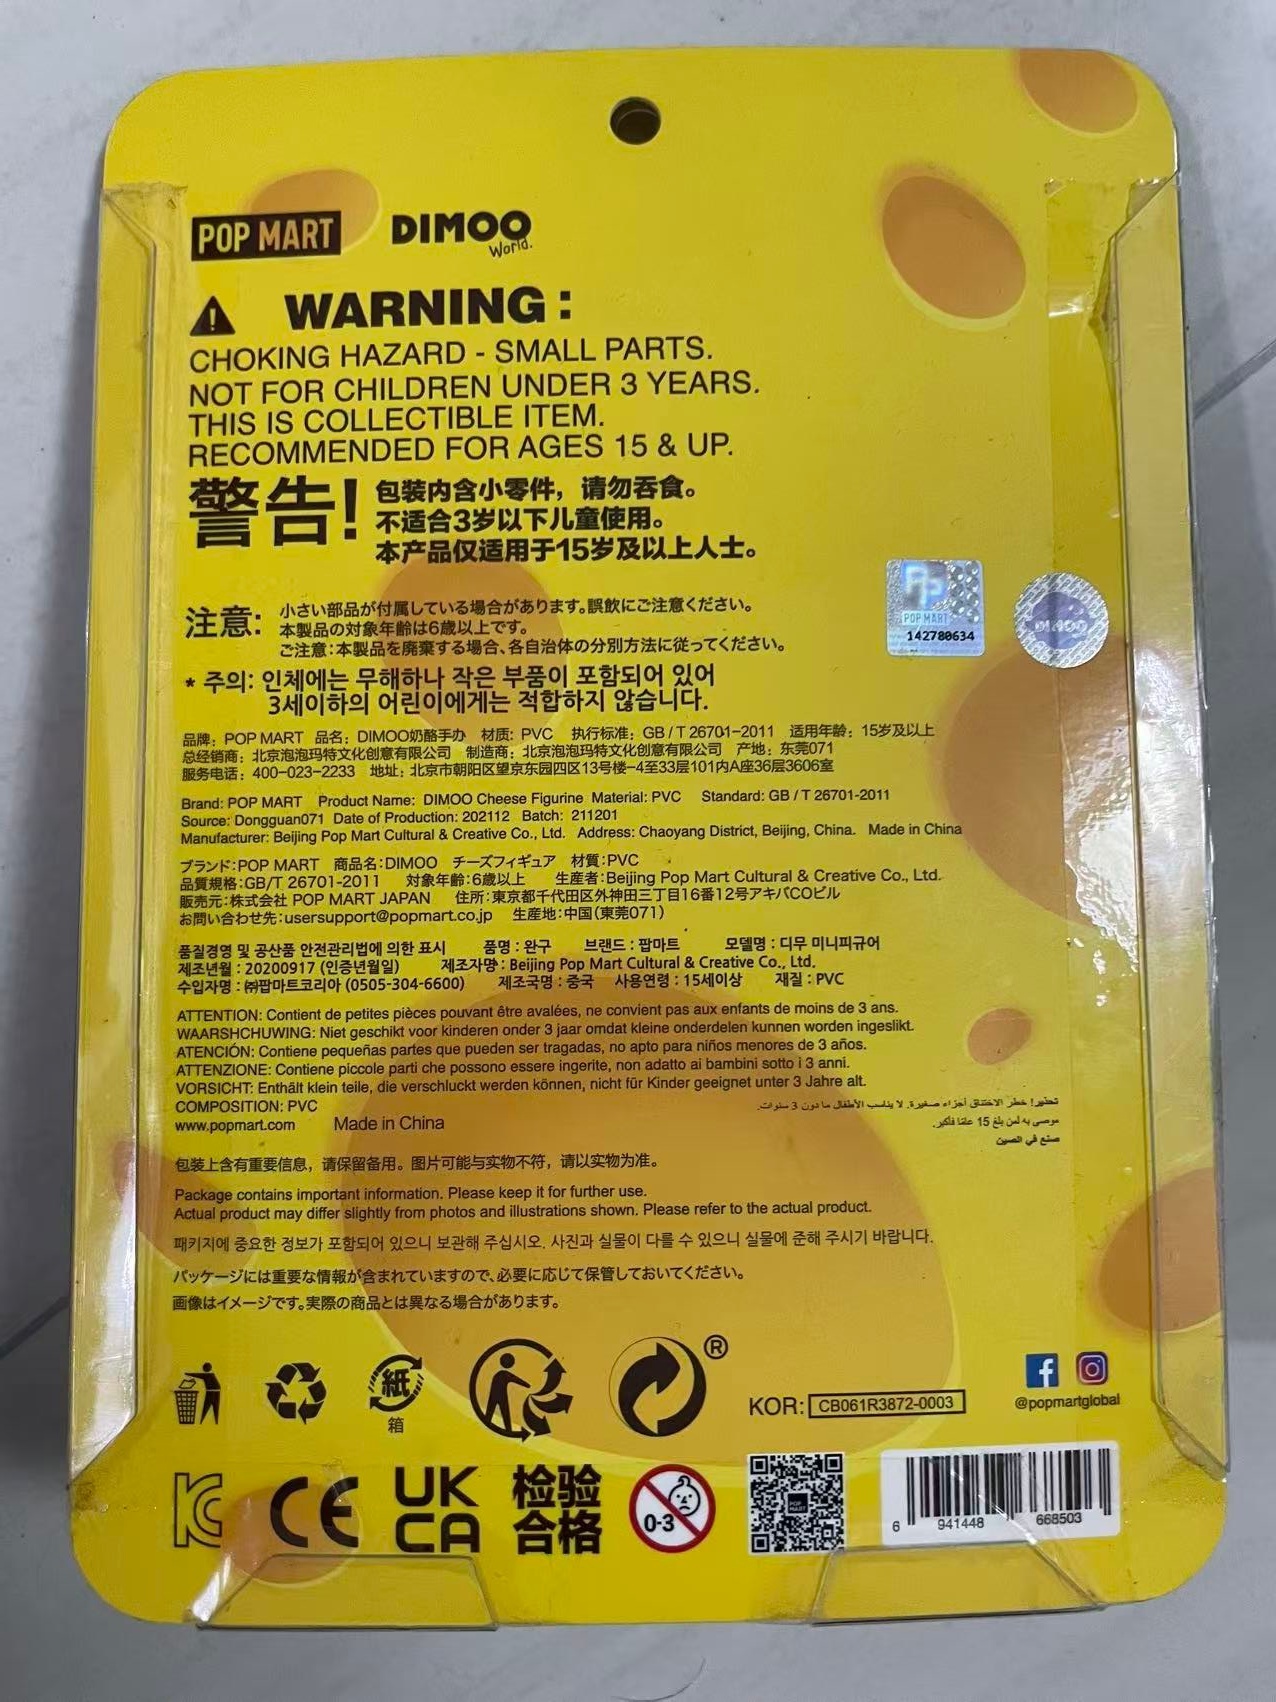 POP MART
DIMOO
World.
WARNING :
CHOKING HAZARD - SMALL PARTS.
NOT FOR CHILDREN UNDER 3 YEARS.
THIS IS COLLECTIBLE ITEM.
RECOMMENDED FOR AGES 15 & UP.
警告! 包装内含小零件，请勿吞食。
不适合3岁以下儿童使用。
本产品仅适用于15岁及以上人士。
注意: 小さい部品が付属している場合があります。誤飲にご注意ください。
本製品の対象年齢は6歳以上です。
ご注意:本製品を廃棄する場合、各自治体の分別方法に従ってください。
* 주의: 인체에는 무해하나 작은 부품이 포함되어 있어
3세이하의 어린이에게는 적합하지 않습니다.
POP MART
142780634
DIMOO
品牌：POP MART 品名：DIMOO奶酪手办 材质：PVC 执行标准：GB / T 26701-2011 适用年龄：15岁及以上
总经销商：北京泡泡玛特文化创意有限公司 制造商：北京泡泡玛特文化创意有限公司 产地：东莞071
服务电话：400-023-2233 地址：北京市朝阳区望京东园四区13号楼-4至33层101内A座36层3606室
Brand: POP MART Product Name: DIMOO Cheese Figurine Material: PVC Standard: GB / T 26701-2011
Source: Dongguan071 Date of Production: 202112 Batch: 211201
Manufacturer: Beijing Pop Mart Cultural & Creative Co., Ltd. Address: Chaoyang District, Beijing, China. Made in China
ブランド:POP MART 商品名:DIMOO チーズフィギュア 材質:PVC
品質規格:GB/T 26701-2011 対象年齢:6歳以上 生産者:Beijing Pop Mart Cultural & Creative Co., Ltd.
販売元:株式会社 POP MART JAPAN 住所:東京都千代田区外神田三丁目16番12号アキバCOビル
お問い合わせ先:usersupport@popmart.co.jp 生産地:中国(東莞071)
품질경영 및 공산품 안전관리법에 의한 표시 품명 : 완구 브랜드 : 팝마트 모델명 : 디무 미니피규어
제조년월 : 20200917 (인증년월일) 제조자명 : Beijing Pop Mart Cultural & Creative Co., Ltd.
수입자명 : ㈜팝마트코리아 (0505-304-6600) 제조국명 : 중국 사용연령 : 15세이상 재질 : PVC
ATTENTION: Contient de petites pièces pouvant être avalées, ne convient pas aux enfants de moins de 3 ans.
WAARSHCHUWING: Niet geschikt voor kinderen onder 3 jaar omdat kleine onderdelen kunnen worden ingeslikt.
ATENCIÓN: Contiene pequeñas partes que pueden ser tragadas, no apto para niños menores de 3 años.
ATTENZIONE: Contiene piccole parti che possono essere ingerite, non adatto ai bambini sotto i 3 anni.
VORSICHT: Enthält klein teile, die verschluckt werden können, nicht für Kinder geeignet unter 3 Jahre alt.
COMPOSITION: PVC
www.popmart.com Made in China
تحذير! خطر الاختناق أجزاء صغيرة. لا يناسب الأطفال ما دون 3 سنوات.
موصى به لمن بلغ 15 عامًا فأكبر.
صنع في الصين
包装上含有重要信息，请保留备用。图片可能与实物不符，请以实物为准。
Package contains important information. Please keep it for further use.
Actual product may differ slightly from photos and illustrations shown. Please refer to the actual product.
패키지에 중요한 정보가 포함되어 있으니 보관해 주십시오. 사진과 실물이 다를 수 있으니 실물에 준해 주시기 바랍니다.
パッケージには重要な情報が含まれていますので、必要に応じて保管しておいてください。
画像はイメージです。実際の商品とは異なる場合があります。
紙
箱
®
KOR: CB061R3872-0003
@popmartglobal
KC CE UK
CA
检验
合格
0-3
POP
MART
6 941448 668503